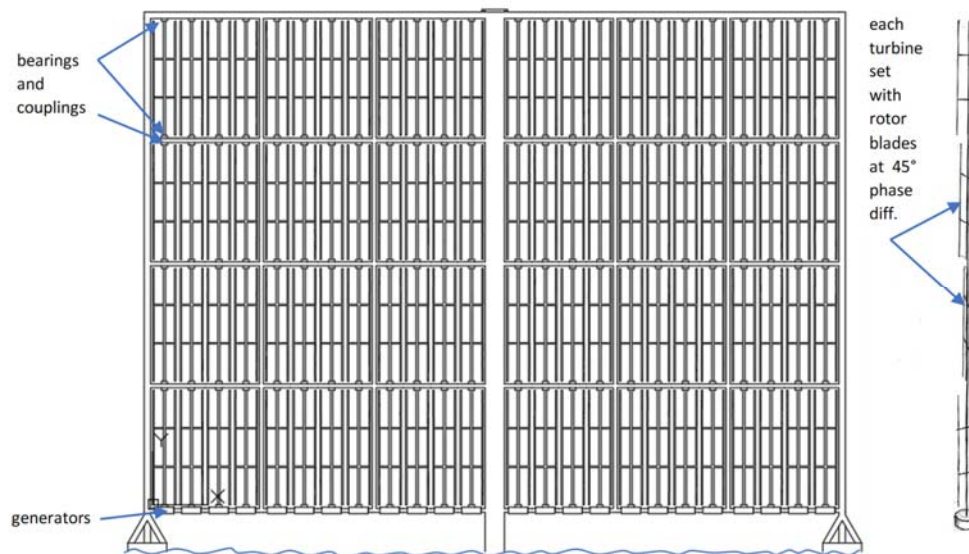 bearings
and
couplings
each
turbine
set
with
rotor
blades
at 45°
phase
diff.
Y
X
generators